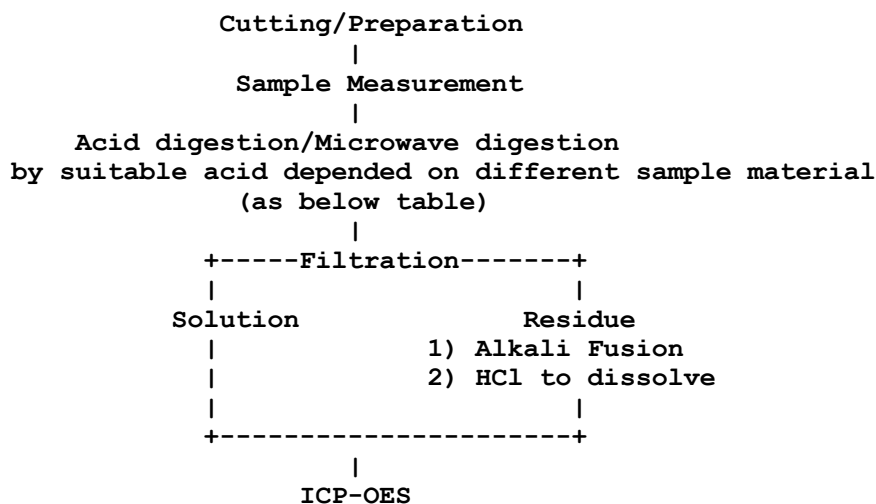 Cutting/Preparation
|
Sample Measurement
|
Acid digestion/Microwave digestion
by suitable acid depended on different sample material
(as below table)
|
+-----Filtration-------+
| |
Solution Residue
| 1) Alkali Fusion
| 2) HCl to dissolve
| |
+----------------------+
|
ICP-OES